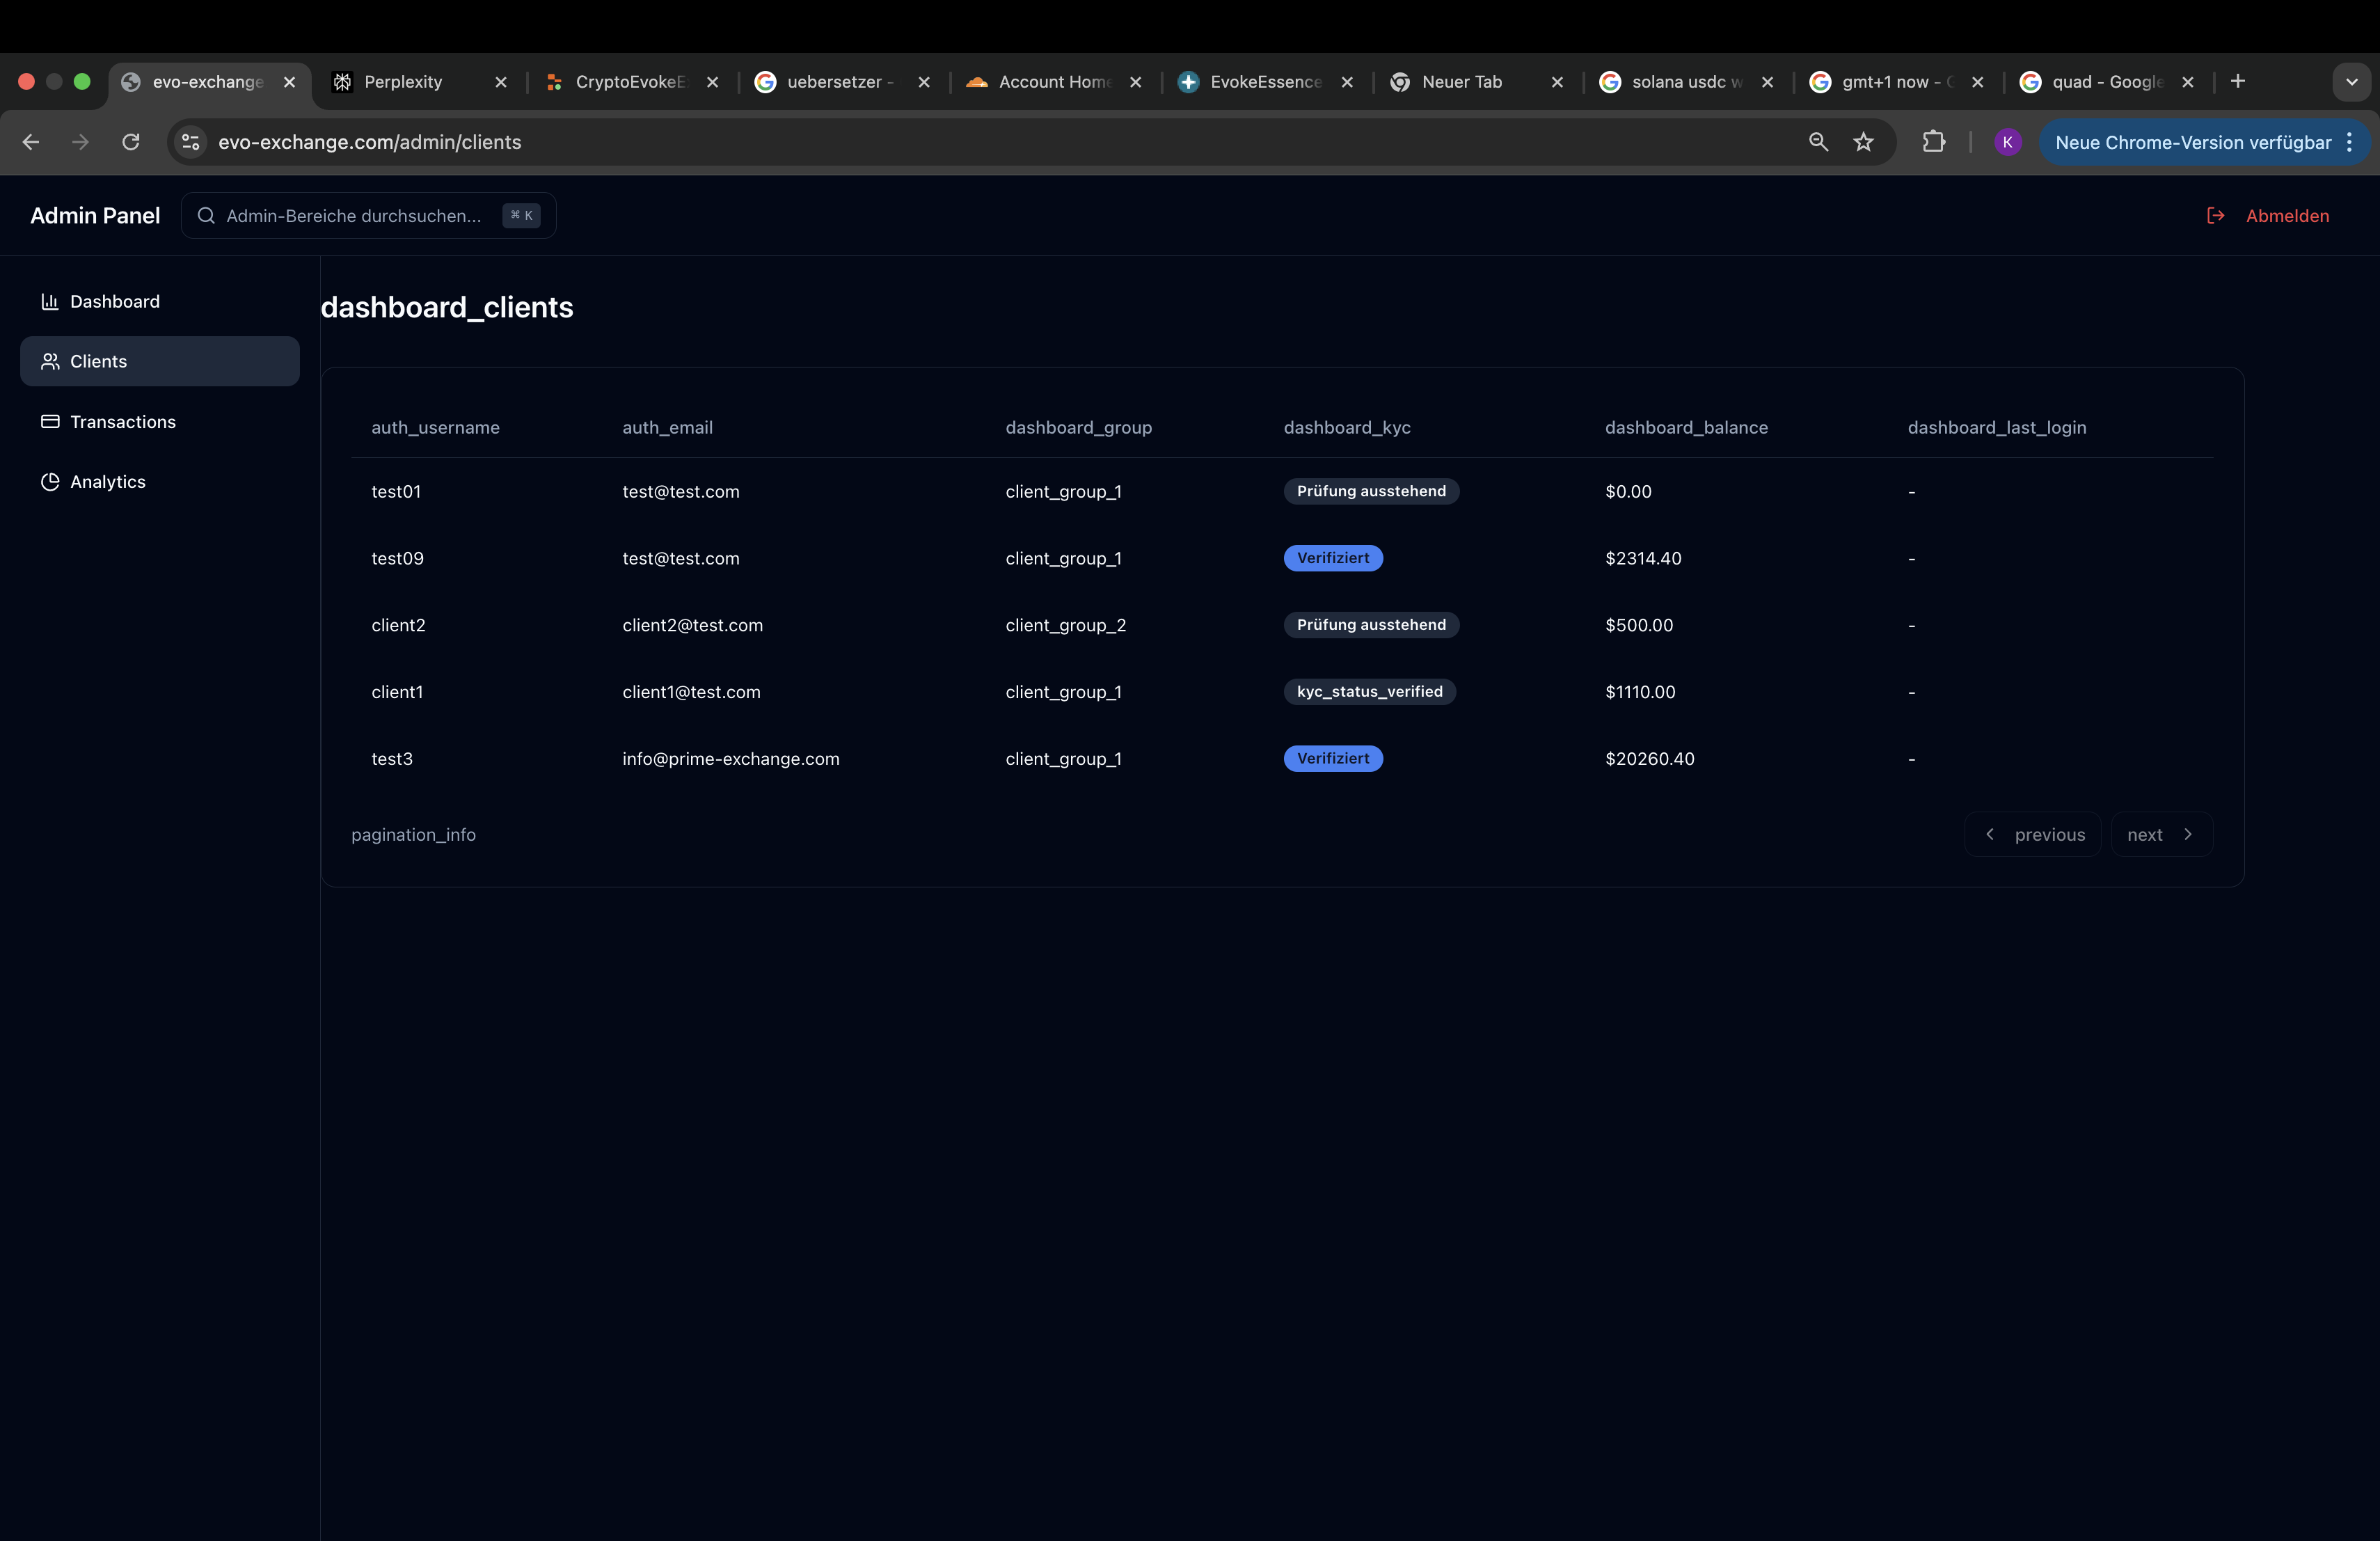 evo-exchange
Perplexity
CryptoEvokeE
uebersetzer -
Account Home
EvokeEssence
Neuer Tab
solana usdc w
gmt+1 now -
quad - Google
evo-exchange.com/admin/clients
K
Neue Chrome-Version verfügbar
Admin Panel
Admin-Bereiche durchsuchen...
⌘ K
Abmelden
Dashboard
Clients
Transactions
Analytics
dashboard_clients
auth_username auth_email dashboard_group dashboard_kyc dashboard_balance dashboard_last_login
test01 test@test.com client_group_1 Prüfung ausstehend $0.00 -
test09 test@test.com client_group_1 Verifiziert $2314.40 -
client2 client2@test.com client_group_2 Prüfung ausstehend $500.00 -
client1 client1@test.com client_group_1 kyc_status_verified $1110.00 -
test3 info@prime-exchange.com client_group_1 Verifiziert $20260.40 -
pagination_info
previous
next